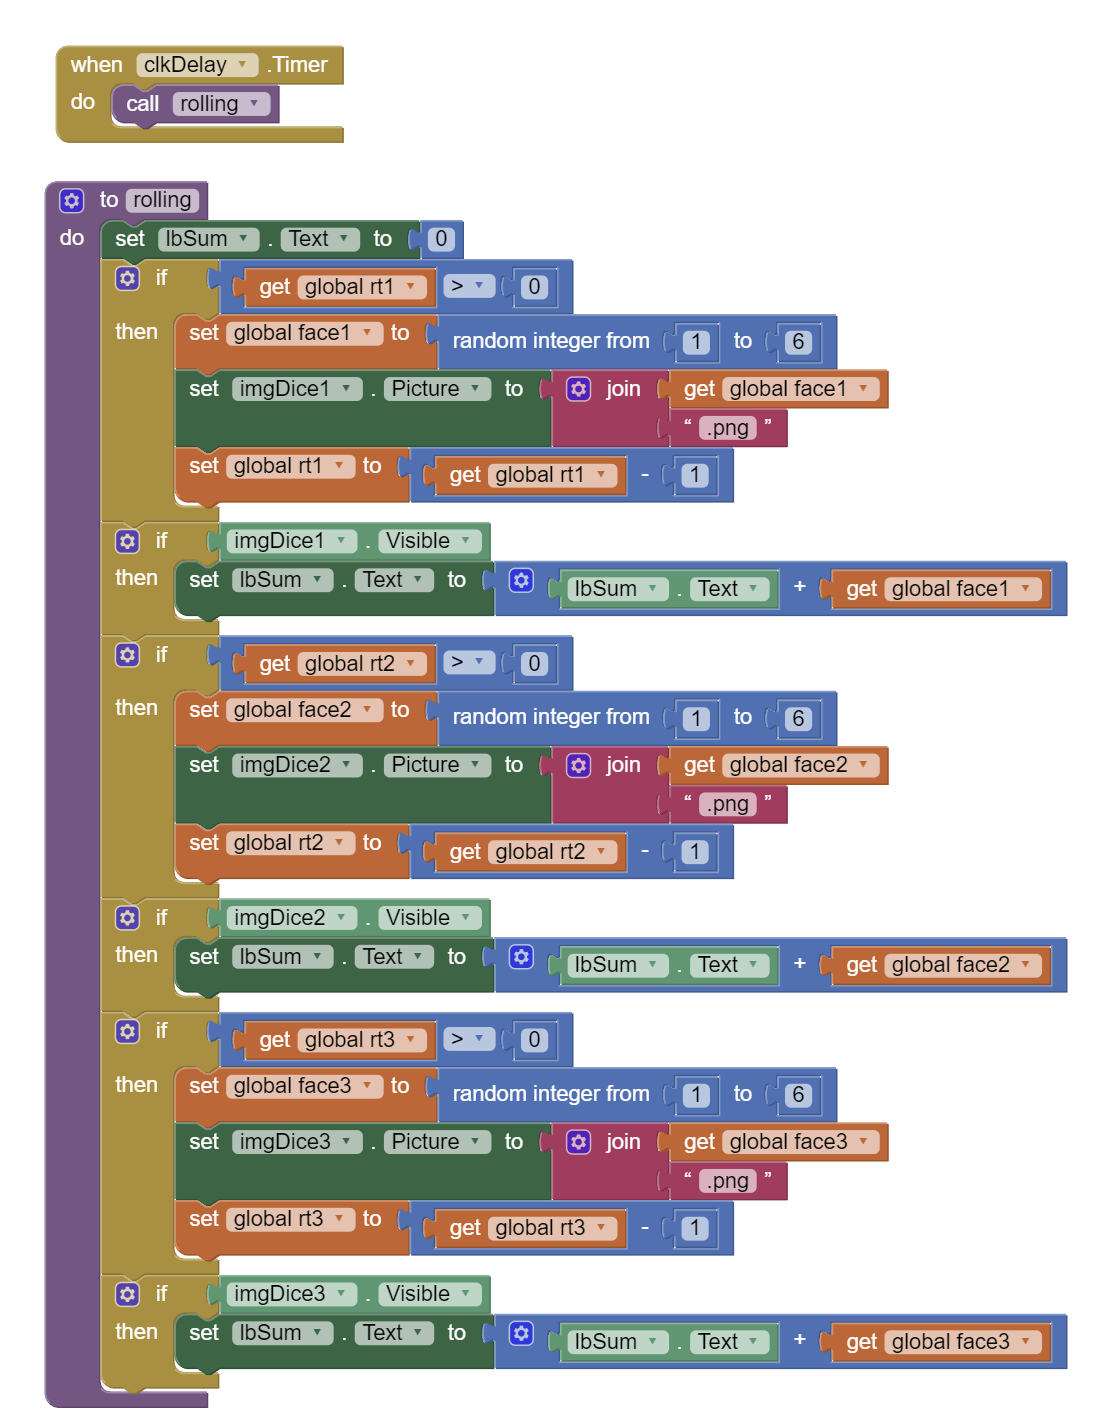 when clkDelay .Timer
do call rolling
to rolling
do set lbSum . Text to 0
if get global rt1 > 0
then set global face1 to random integer from 1 to 6
set imgDice1 . Picture to join get global face1
“ .png ”
set global rt1 to get global rt1 - 1
if imgDice1 . Visible
then set lbSum . Text to lbSum . Text + get global face1
if get global rt2 > 0
then set global face2 to random integer from 1 to 6
set imgDice2 . Picture to join get global face2
“ .png ”
set global rt2 to get global rt2 - 1
if imgDice2 . Visible
then set lbSum . Text to lbSum . Text + get global face2
if get global rt3 > 0
then set global face3 to random integer from 1 to 6
set imgDice3 . Picture to join get global face3
“ .png ”
set global rt3 to get global rt3 - 1
if imgDice3 . Visible
then set lbSum . Text to lbSum . Text + get global face3